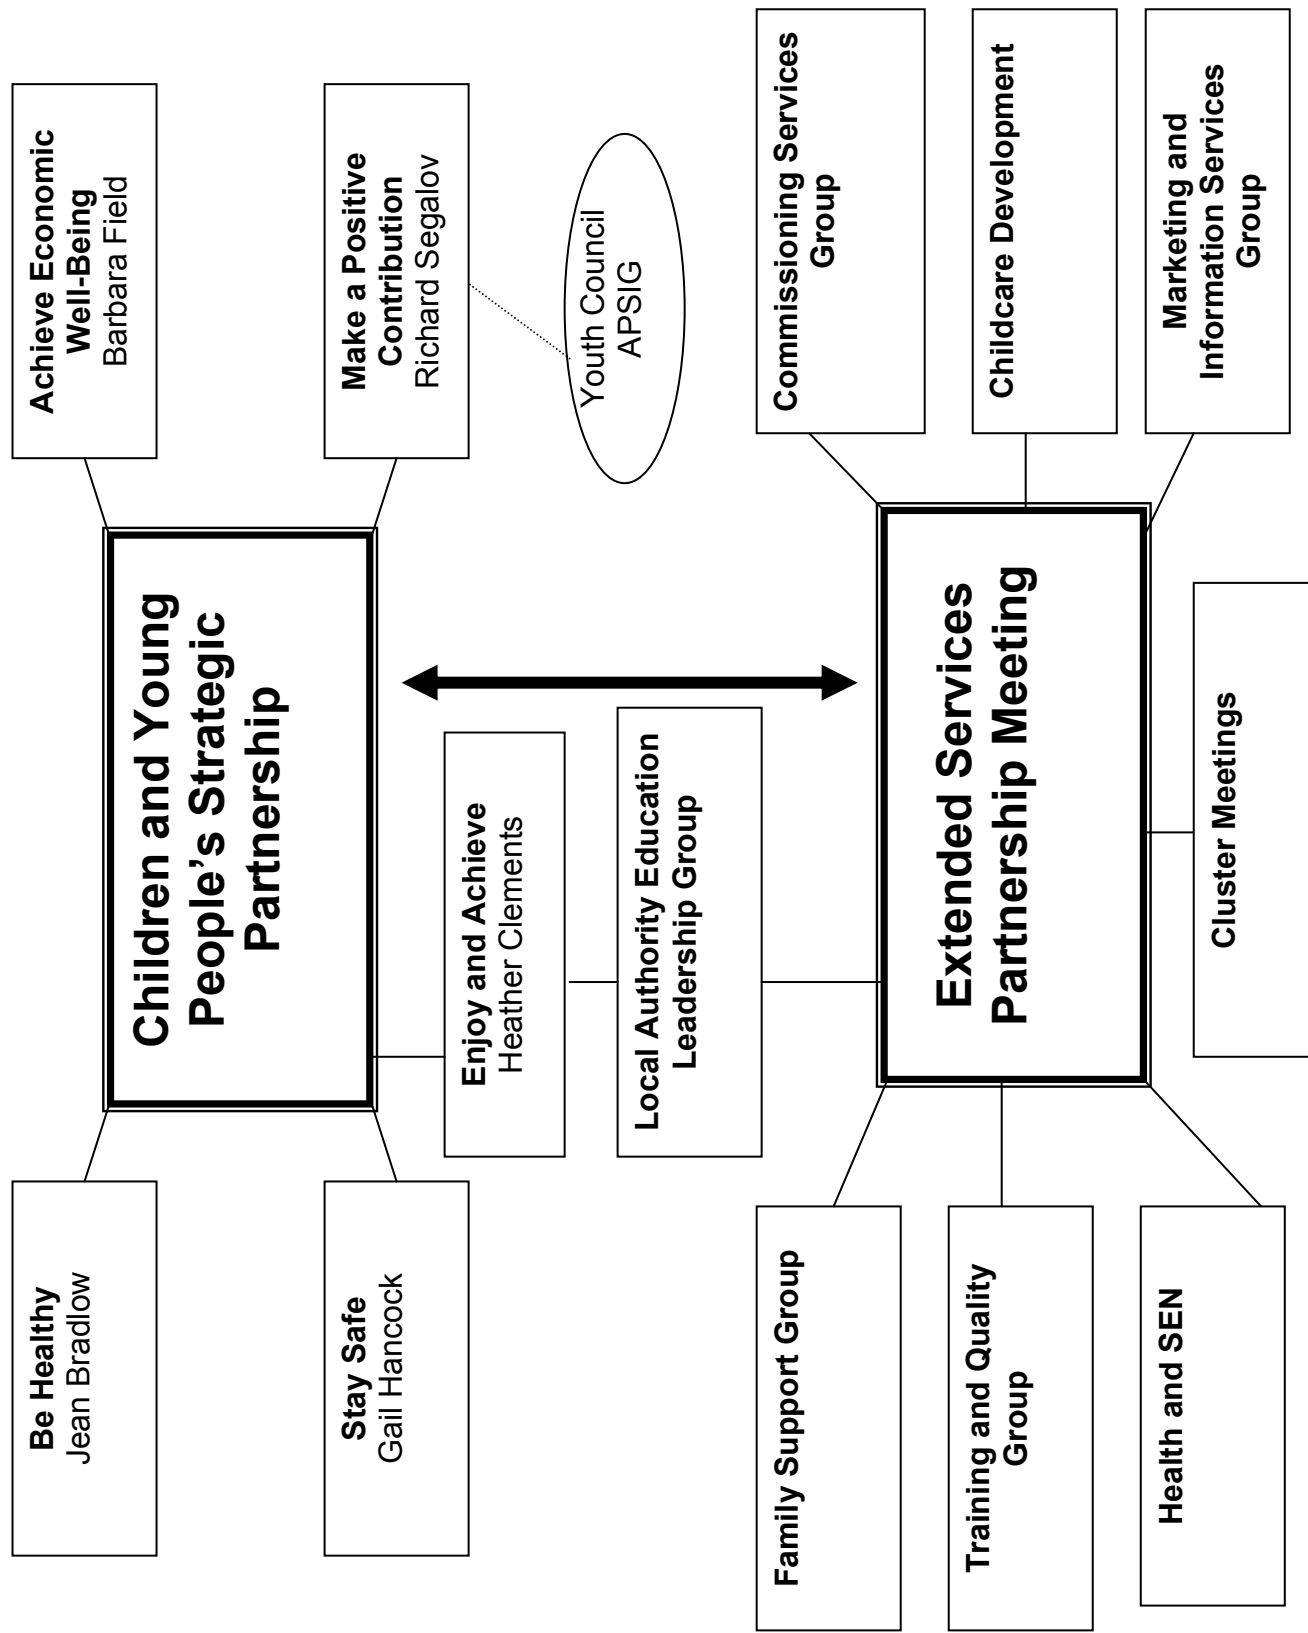 Be Healthy
Jean Bradlow
Children and Young
People’s Strategic
Partnership
Achieve Economic
Well-Being
Barbara Field
Stay Safe
Gail Hancock
Make a Positive
Contribution
Richard Segalov
Enjoy and Achieve
Heather Clements
Youth Council
APSIG
Local Authority Education
Leadership Group
Family Support Group
Commissioning Services
Group
Extended Services
Partnership Meeting
Training and Quality
Group
Childcare Development
Health and SEN
Marketing and
Information Services
Group
Cluster Meetings